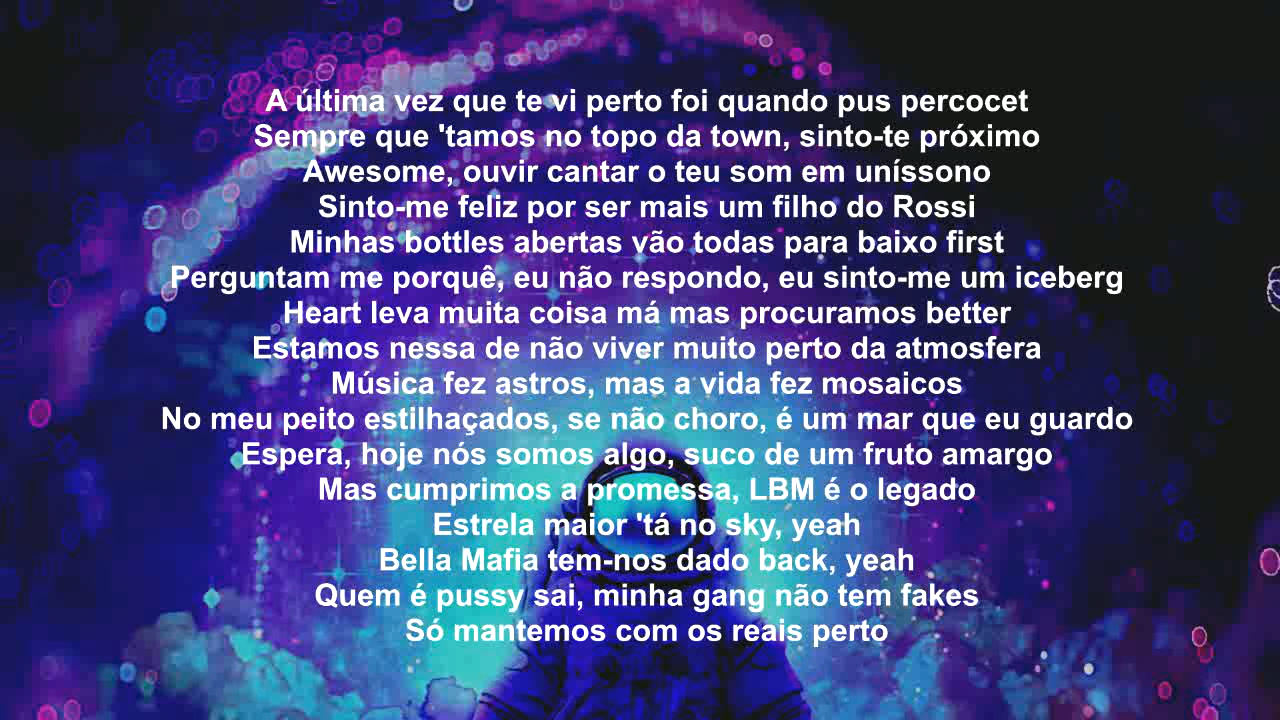 A última vez que te vi perto foi quando pus percocet
Sempre que 'tamos no topo da town, sinto-te próximo
Awesome, ouvir cantar o teu som em uníssono
Sinto-me feliz por ser mais um filho do Rossi
Minhas bottles abertas vão todas para baixo first
Perguntam me porquê, eu não respondo, eu sinto-me um iceberg
Heart leva muita coisa má mas procuramos better
Estamos nessa de não viver muito perto da atmosfera
Música fez astros, mas a vida fez mosaicos
No meu peito estilhaçados, se não choro, é um mar que eu guardo
Espera, hoje nós somos algo, suco de um fruto amargo
Mas cumprimos a promessa, LBM é o legado
Estrela maior 'tá no sky, yeah
Bella Mafia tem-nos dado back, yeah
Quem é pussy sai, minha gang não tem fakes
Só mantemos com os reais perto